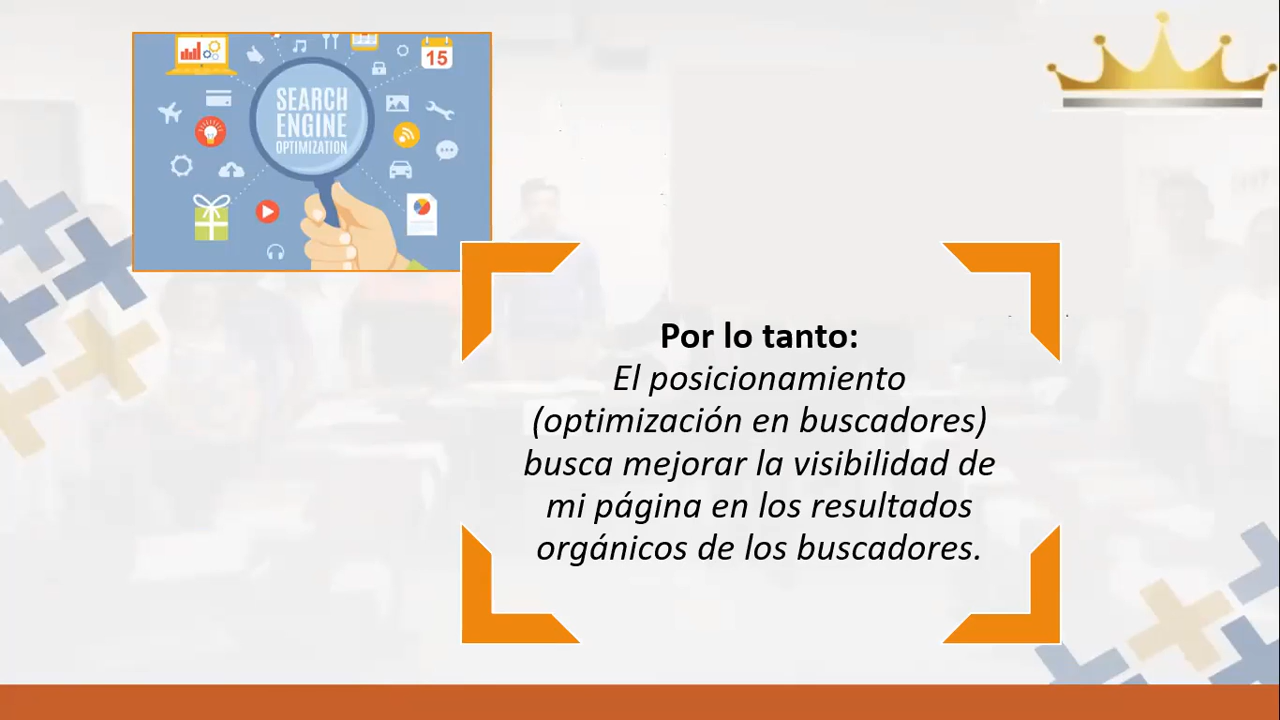 15
SEARCH
ENGINE
OPTIMIZATION
Por lo tanto:
El posicionamiento
(optimización en buscadores)
busca mejorar la visibilidad de
mi página en los resultados
orgánicos de los buscadores.